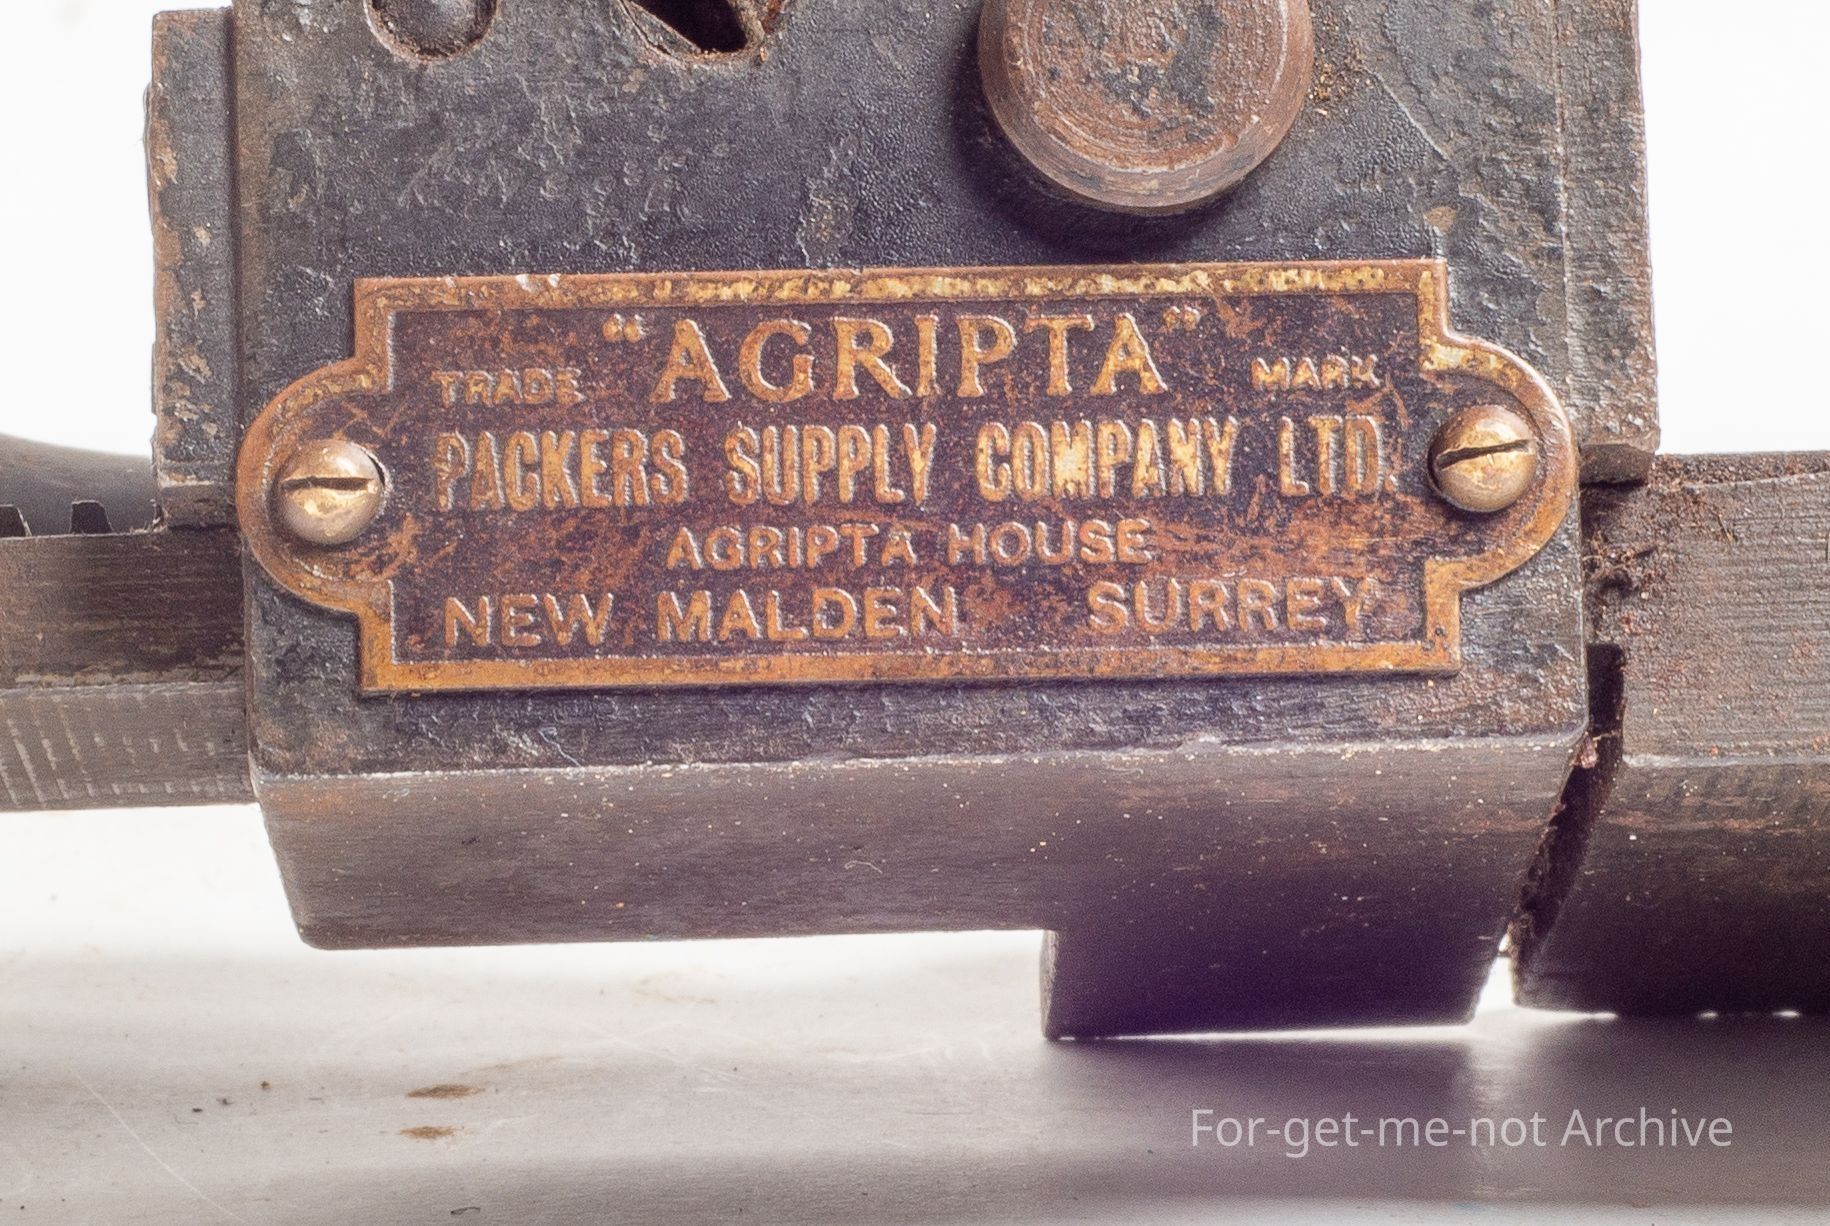 TRADE "AGRIPTA" MARK
PACKERS SUPPLY COMPANY LTD.
AGRIPTA HOUSE
NEW MALDEN SURREY
For-get-me-not Archive